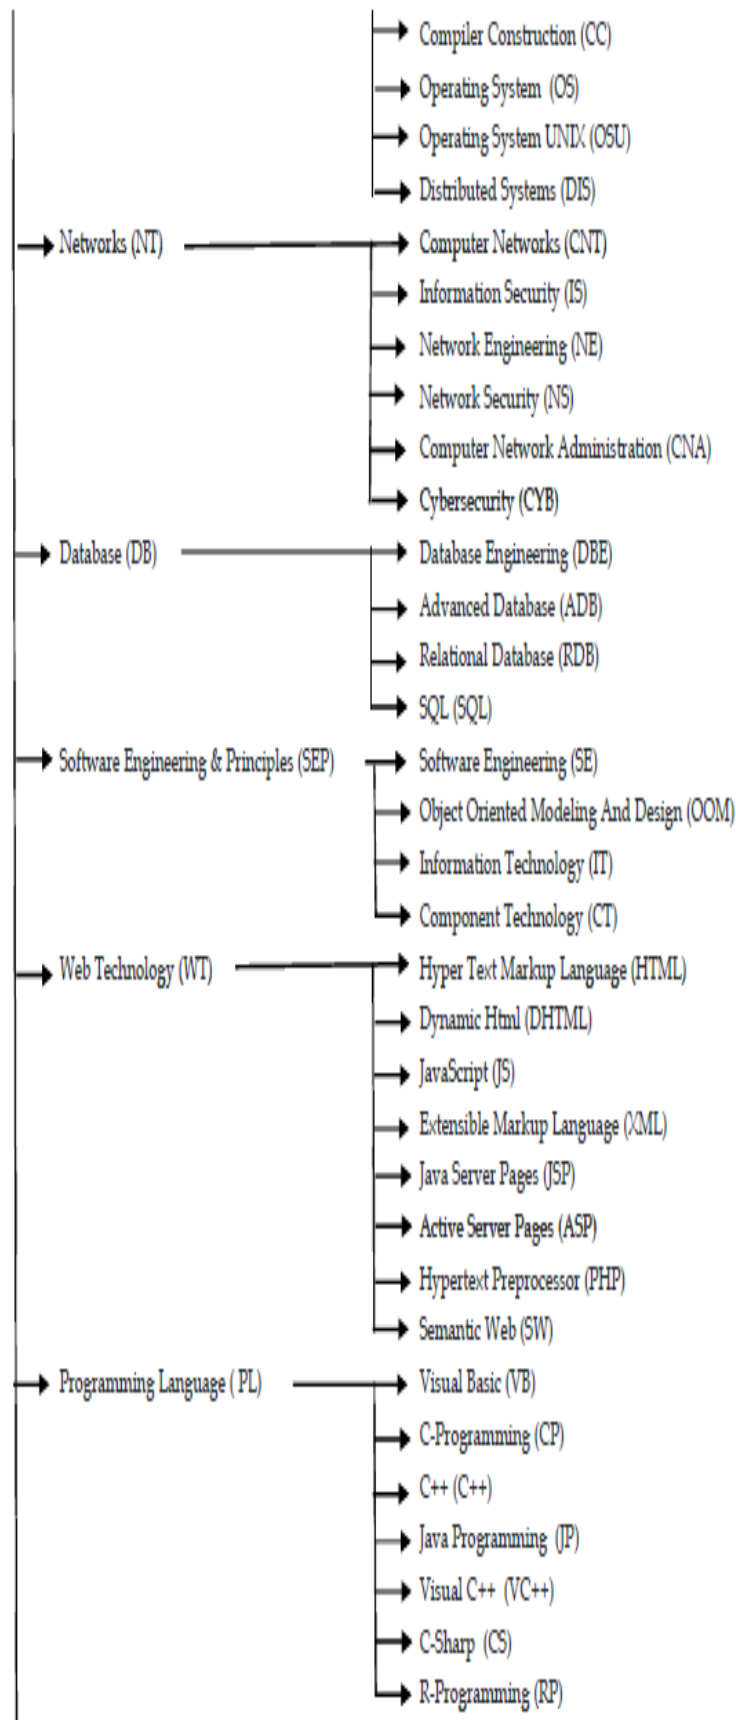 Compiler Construction (CC)
Operating System (OS)
Operating System UNIX (OSU)
Distributed Systems (DIS)
Networks (NT)
Computer Networks (CNT)
Information Security (IS)
Network Engineering (NE)
Network Security (NS)
Computer Network Administration (CNA)
Cybersecurity (CYB)
Database (DB)
Database Engineering (DBE)
Advanced Database (ADB)
Relational Database (RDB)
SQL (SQL)
Software Engineering & Principles (SEP)
Software Engineering (SE)
Object Oriented Modeling And Design (OOM)
Information Technology (IT)
Component Technology (CT)
Web Technology (WT)
Hyper Text Markup Language (HTML)
Dynamic Html (DHTML)
JavaScript (JS)
Extensible Markup Language (XML)
Java Server Pages (JSP)
Active Server Pages (ASP)
Hypertext Preprocessor (PHP)
Semantic Web (SW)
Programming Language ( PL)
Visual Basic (VB)
C-Programming (CP)
C++ (C++)
Java Programming (JP)
Visual C++ (VC++)
C-Sharp (CS)
R-Programming (RP)